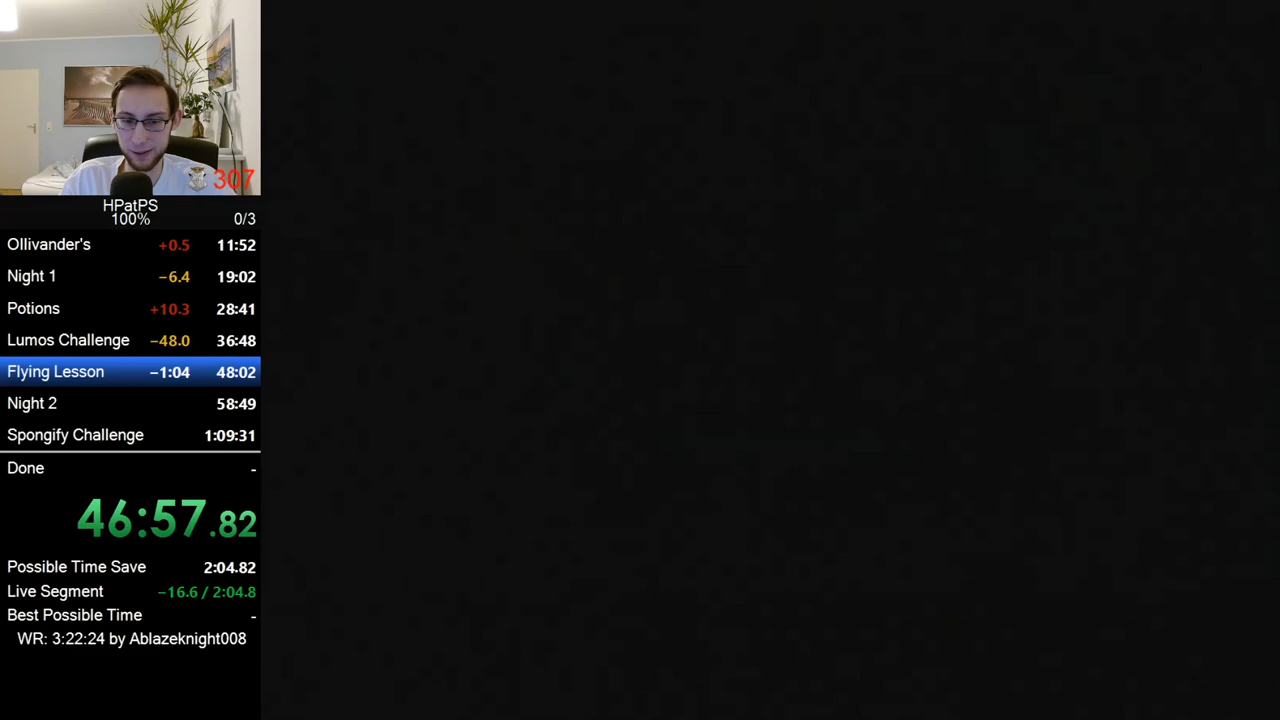 307
HPatPS
100% 0/3
Ollivander's +0.5 11:52
Night 1 −6.4 19:02
Potions +10.3 28:41
Lumos Challenge −48.0 36:48
Flying Lesson −1:04 48:02
Night 2 58:49
Spongify Challenge 1:09:31
Done -
46:57.82
Possible Time Save 2:04.82
Live Segment −16.6 / 2:04.8
Best Possible Time -
WR: 3:22:24 by Ablazeknight008